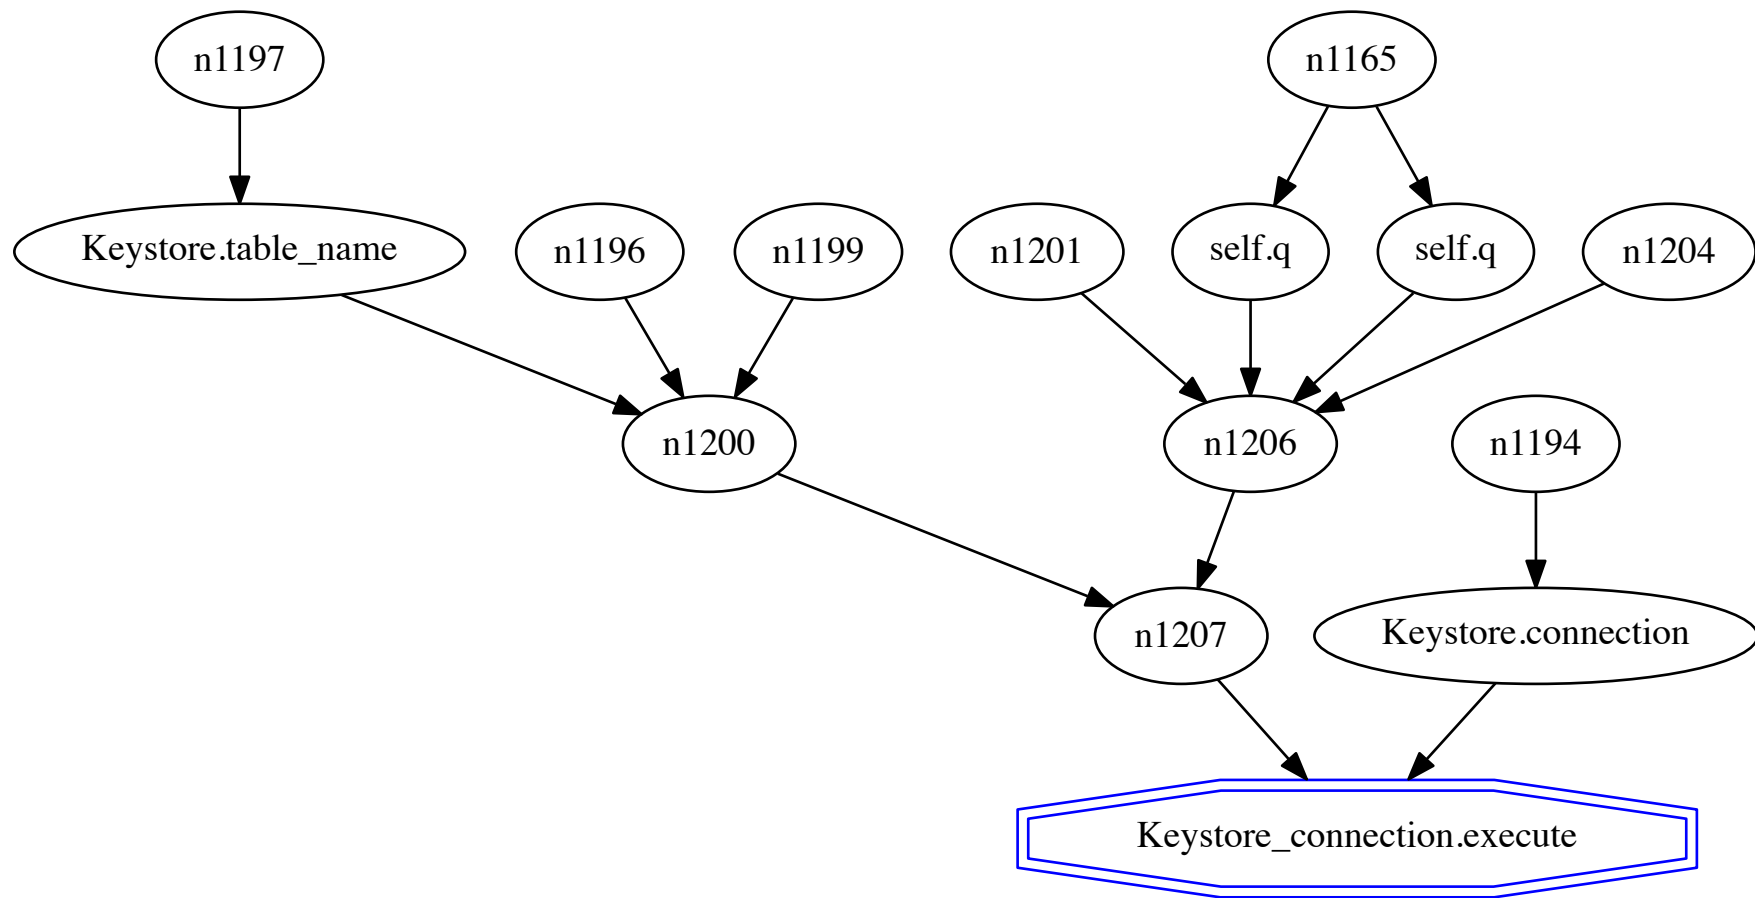 n1197
n1165
Keystore.table_name
n1196
n1199
n1201
self.q
self.q
n1204
n1200
n1206
n1194
n1207
Keystore.connection
Keystore_connection.execute